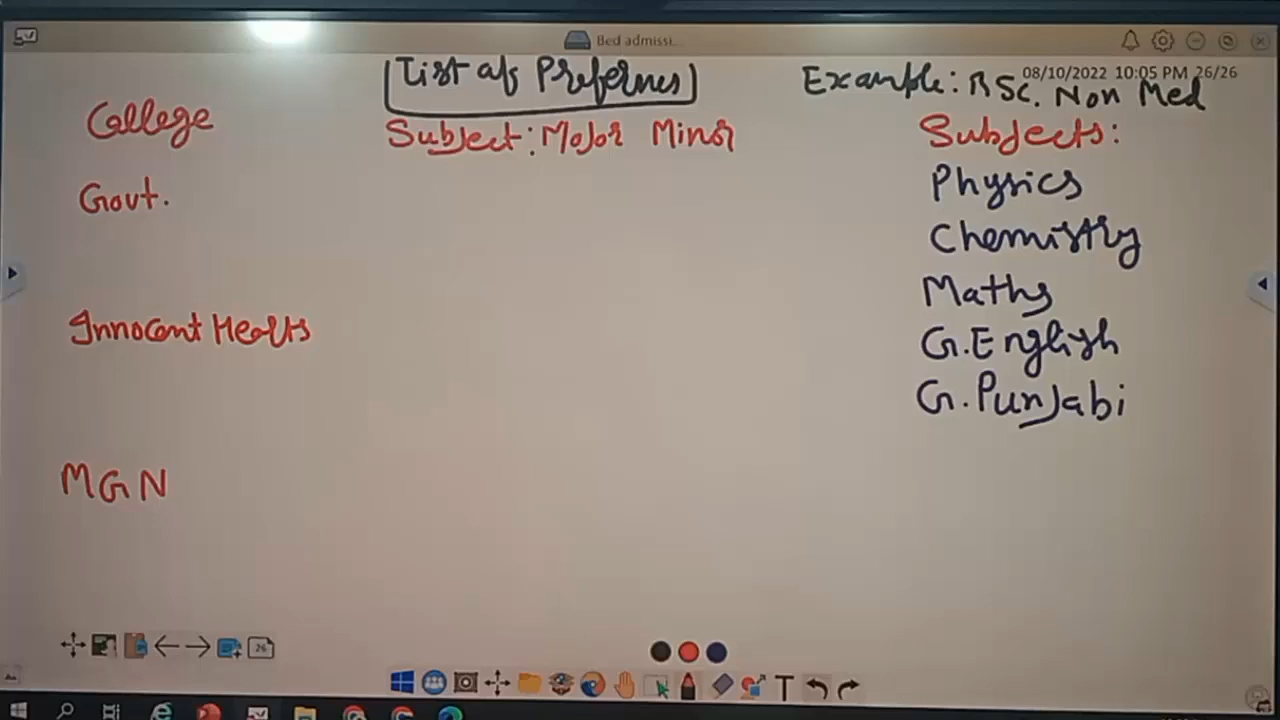 Bed admissi...
List of Prefernes
Example: BSc. Non Med
08/10/2022 10:05 PM 26/26
College
Subject: Major Minor
Subjects:
Govt.
Physics
Chemistry
Maths
Innocent Hearts
G.English
G.Punjabi
MGN
26
T